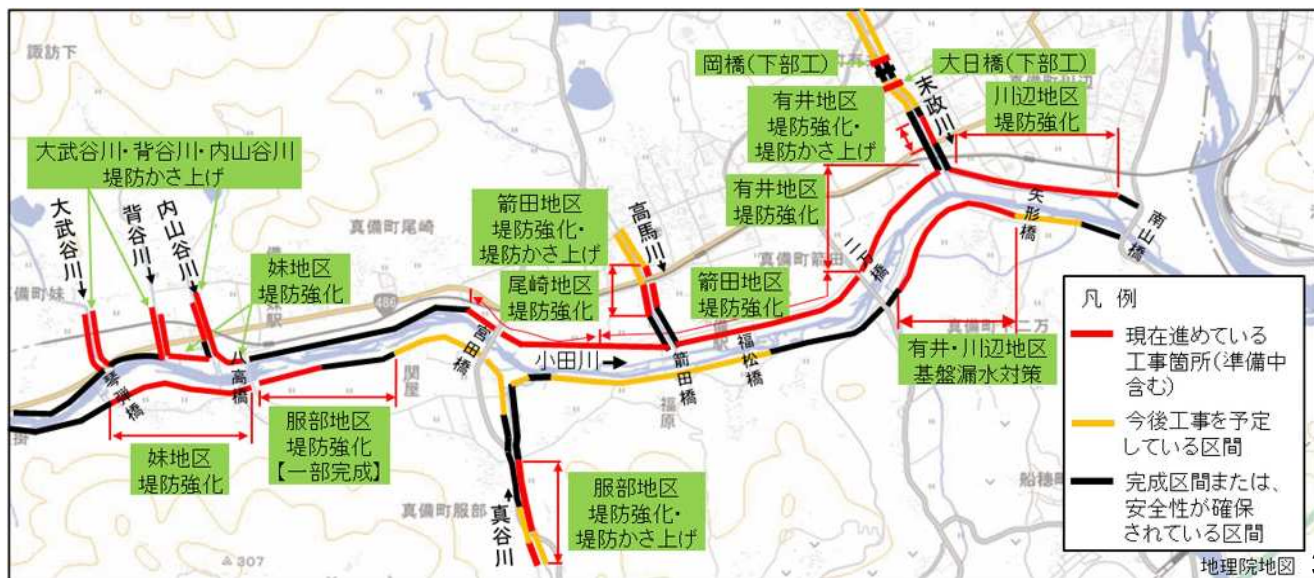 諏訪下
岡橋(下部工)
大日橋(下部工)
末政川
有井地区
堤防強化・
堤防かさ上げ
川辺地区
堤防強化
大武谷川・背谷川・内山谷川
堤防かさ上げ
大武谷川
背谷川
内山谷川
真備町尾崎
箭田地区
堤防強化・
堤防かさ上げ
高馬川
有井地区
堤防強化
矢形橋
南山橋
妹地区
堤防強化
尾崎地区
堤防強化
箭田地区
堤防強化
真備町箭田
二万橋
486
宮田橋
小田川
箭田橋
福松橋
真備町 二万
有井・川辺地区
基盤漏水対策
琴弾橋
八高橋
関屋
福原
妹地区
堤防強化
服部地区
堤防強化
【一部完成】
真備町服部
真谷川
服部地区
堤防強化・
堤防かさ上げ
船穂町
307
凡 例
現在進めている
工事箇所(準備中
含む)
今後工事を予定
している区間
完成区間または、
安全性が確保
されている区間
地理院地図